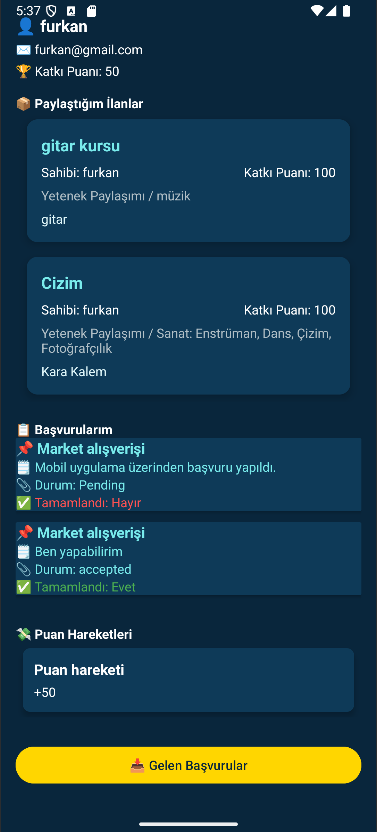 5:37
furkan
furkan@gmail.com
Katkı Puanı: 50
Paylaştığım İlanlar
gitar kursu
Sahibi: furkan Katkı Puanı: 100
Yetenek Paylaşımı / müzik
gitar
Cizim
Sahibi: furkan Katkı Puanı: 100
Yetenek Paylaşımı / Sanat: Enstrüman, Dans, Çizim,
Fotoğrafçılık
Kara Kalem
Başvurularım
Market alışverişi
Mobil uygulama üzerinden başvuru yapıldı.
Durum: Pending
Tamamlandı: Hayır
Market alışverişi
Ben yapabilirim
Durum: accepted
Tamamlandı: Evet
Puan Hareketleri
Puan hareketi
+50
Gelen Başvurular